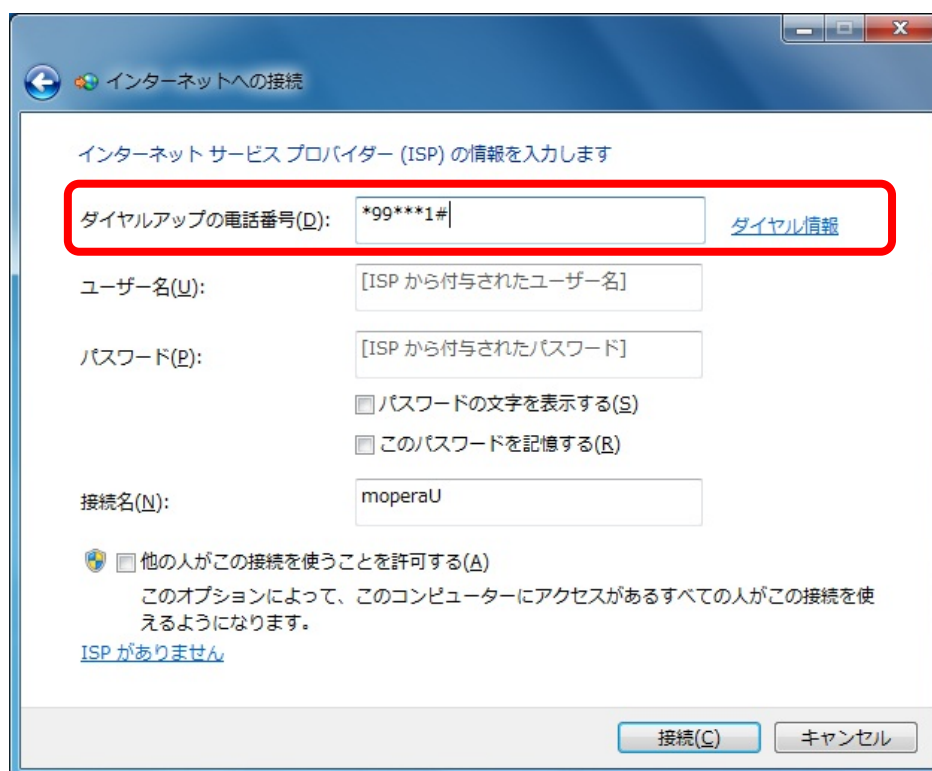 インターネットへの接続
インターネット サービス プロバイダー (ISP) の情報を入力します
ダイヤルアップの電話番号(D): *99***1# ダイヤル情報
ユーザー名(U): [ISP から付与されたユーザー名]
パスワード(P): [ISP から付与されたパスワード]
パスワードの文字を表示する(S)
このパスワードを記憶する(R)
接続名(N): moperaU
他の人がこの接続を使うことを許可する(A)
このオプションによって、このコンピューターにアクセスがあるすべての人がこの接続を使
えるようになります。
ISP がありません
接続(C) キャンセル